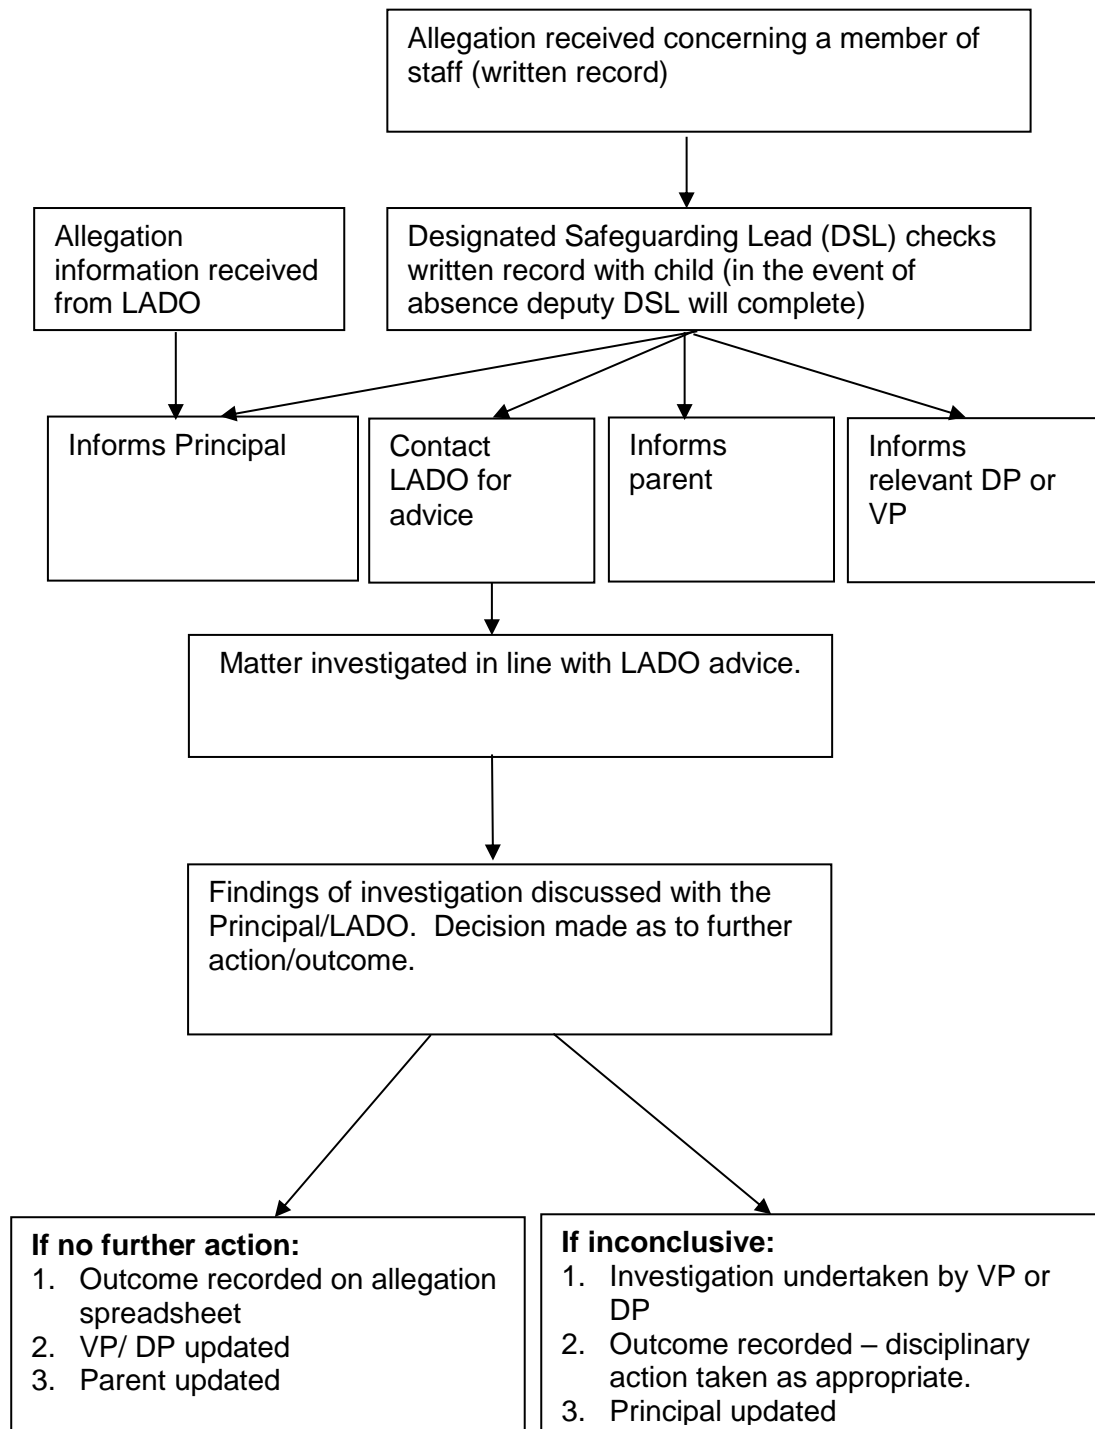 Allegation received concerning a member of
staff (written record)
Allegation
information received
from LADO
Designated Safeguarding Lead (DSL) checks
written record with child (in the event of
absence deputy DSL will complete)
Informs Principal
Contact
LADO for
advice
Informs
parent
Informs
relevant DP or
VP
Matter investigated in line with LADO advice.
Findings of investigation discussed with the
Principal/LADO.  Decision made as to further
action/outcome.
If no further action:
1. Outcome recorded on allegation
spreadsheet
2. VP/ DP updated
3. Parent updated
If inconclusive:
1. Investigation undertaken by VP or
DP
2. Outcome recorded – disciplinary
action taken as appropriate.
3. Principal updated